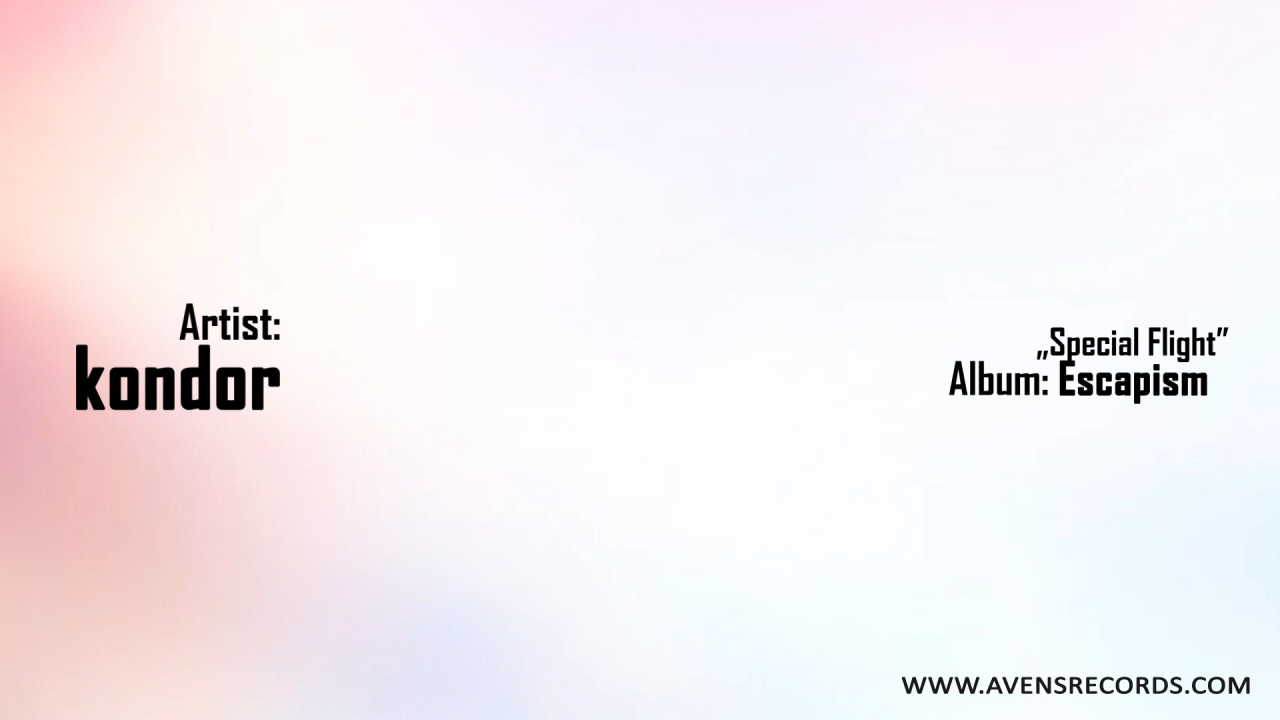 Artist:
kondor
„Special Flight”
Album: Escapism
WWW.AVENSRECORDS.COM